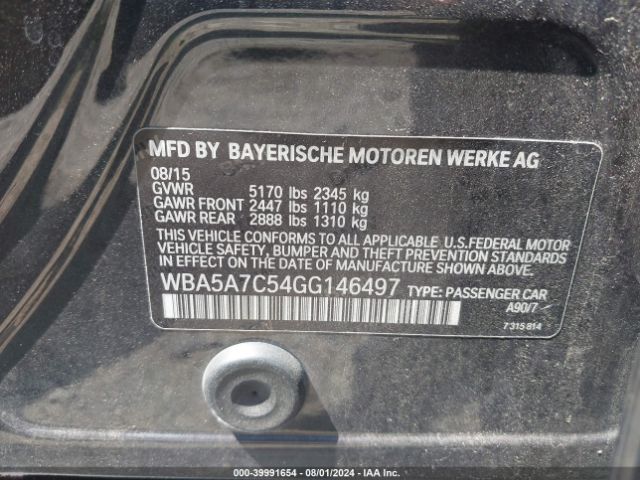 MFD BY BAYERISCHE MOTOREN WERKE AG
08/15
GVWR 5170 lbs 2345 kg
GAWR FRONT 2447 lbs 1110 kg
GAWR REAR 2888 lbs 1310 kg
THIS VEHICLE CONFORMS TO ALL APPLICABLE U.S.FEDERAL MOTOR
VEHICLE SAFETY, BUMPER AND THEFT PREVENTION STANDARDS
IN EFFECT ON THE DATE OF MANUFACTURE SHOWN ABOVE.
WBA5A7C54GG146497 TYPE: PASSENGER CAR
A90/7
7 315 814
000-39991654 - 08/01/2024 - IAA Inc.